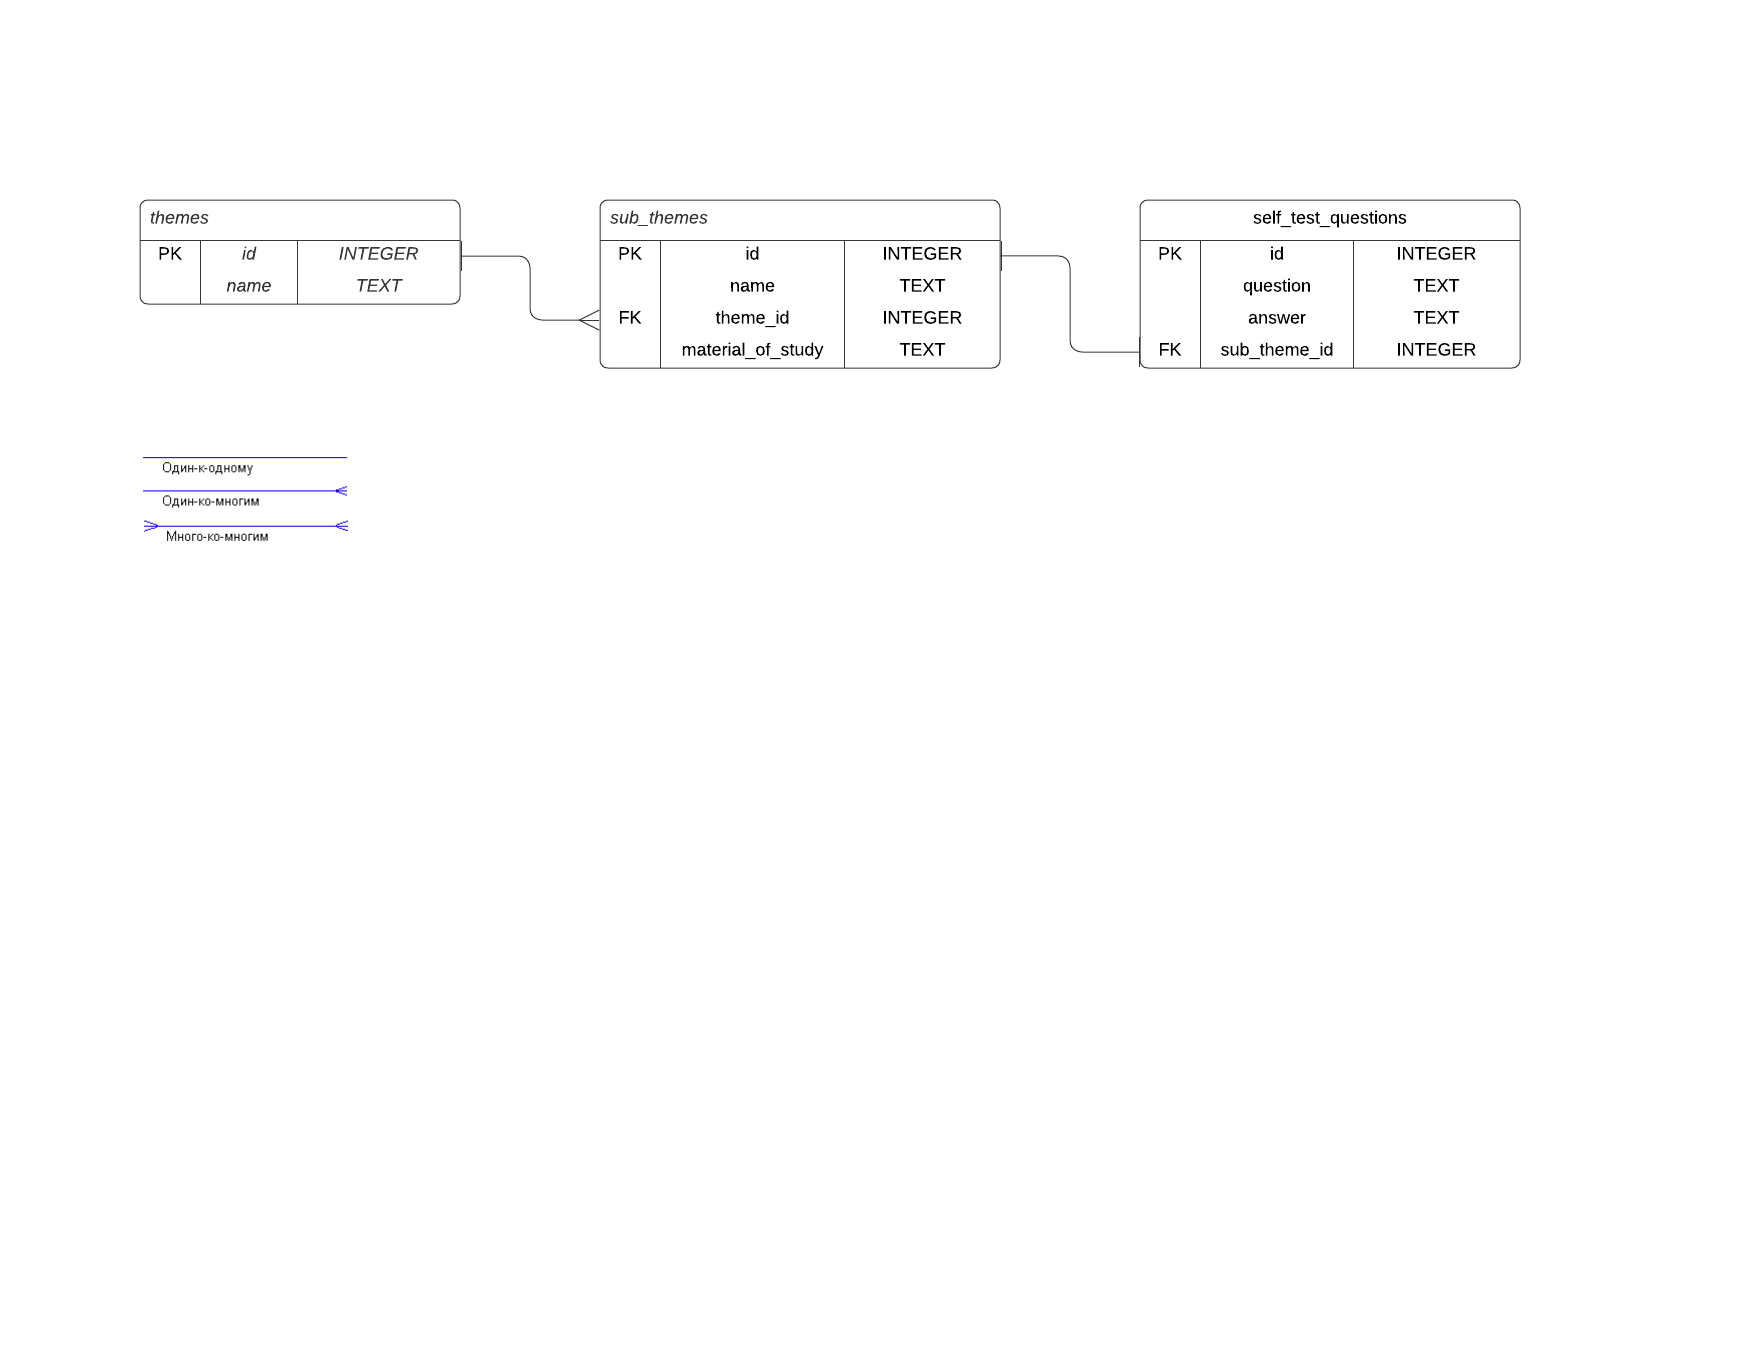 themes
PK id INTEGER
name TEXT
sub_themes
PK id INTEGER
name TEXT
FK theme_id INTEGER
material_of_study TEXT
self_test_questions
PK id INTEGER
question TEXT
answer TEXT
FK sub_theme_id INTEGER
Один-к-одному
Один-ко-многим
Много-ко-многим